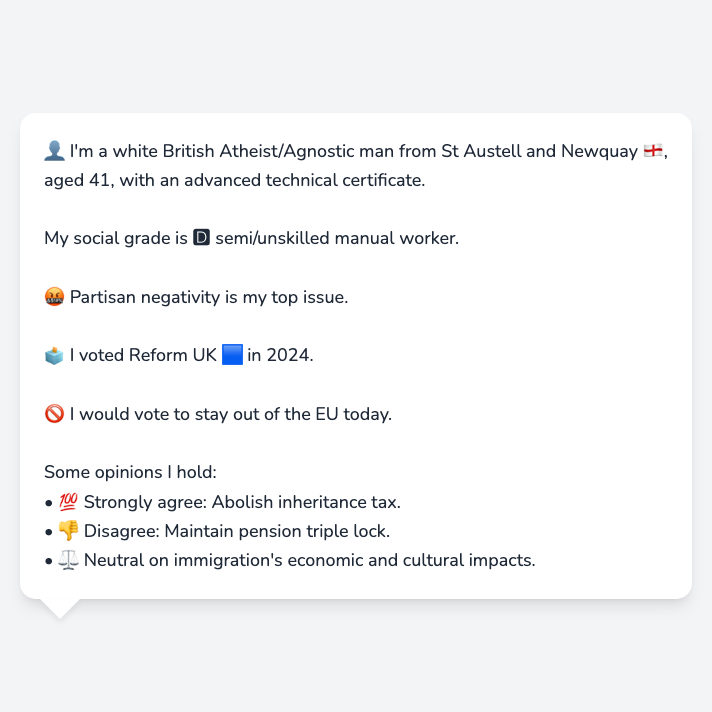 👤 I'm a white British Atheist/Agnostic man from St Austell and Newquay 🏴󠁧󠁢󠁥󠁮󠁧󠁿,
aged 41, with an advanced technical certificate.
My social grade is 🅳 semi/unskilled manual worker.
🤬 Partisan negativity is my top issue.
🗳️ I voted Reform UK 🟦 in 2024.
🚫 I would vote to stay out of the EU today.
Some opinions I hold:
• 💯 Strongly agree: Abolish inheritance tax.
• 👎 Disagree: Maintain pension triple lock.
• ⚖️ Neutral on immigration's economic and cultural impacts.